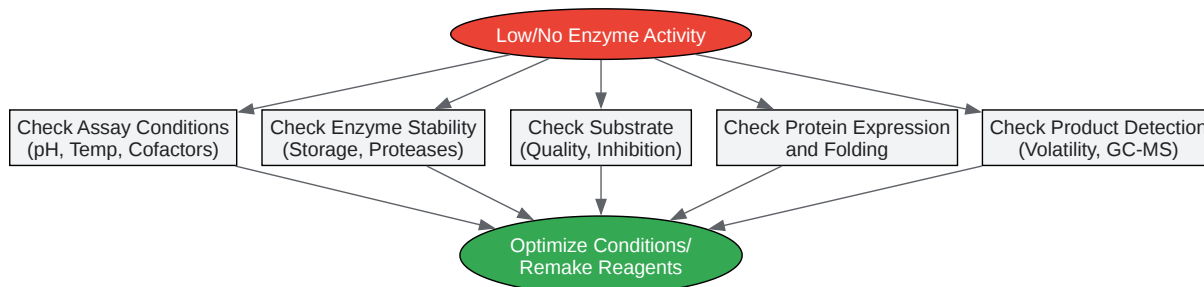 Low/No Enzyme Activity
Check Assay Conditions
(pH, Temp, Cofactors)
Check Enzyme Stability
(Storage, Proteases)
Check Substrate
(Quality, Inhibition)
Check Protein Expression
and Folding
Check Product Detection
(Volatility, GC-MS)
Optimize Conditions/
Remake Reagents